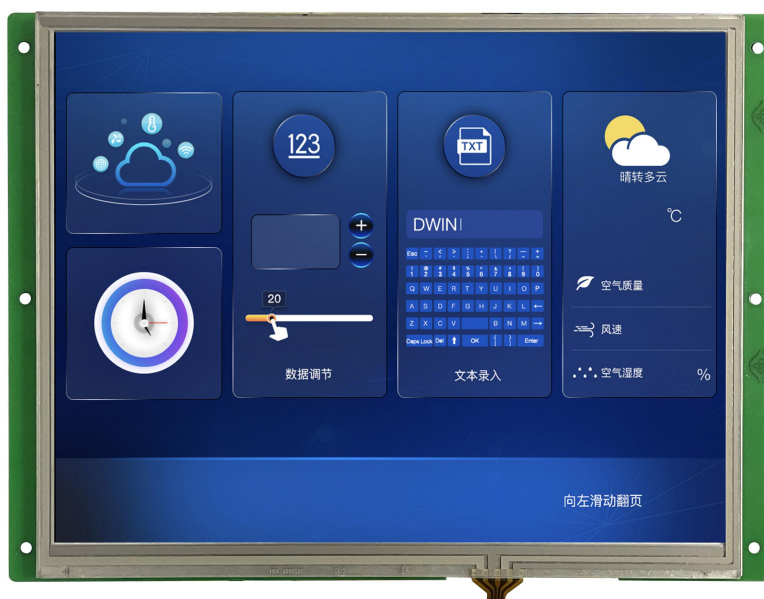 123
20
数据调节
TXT
DWIN
Esc
Q W E R T Y U I O P
A S D F G H J K L ←
Z X C V B N M →
Caps Lock Del OK Enter
文本录入
晴转多云
℃
空气质量
风速
空气湿度 %
向左滑动翻页